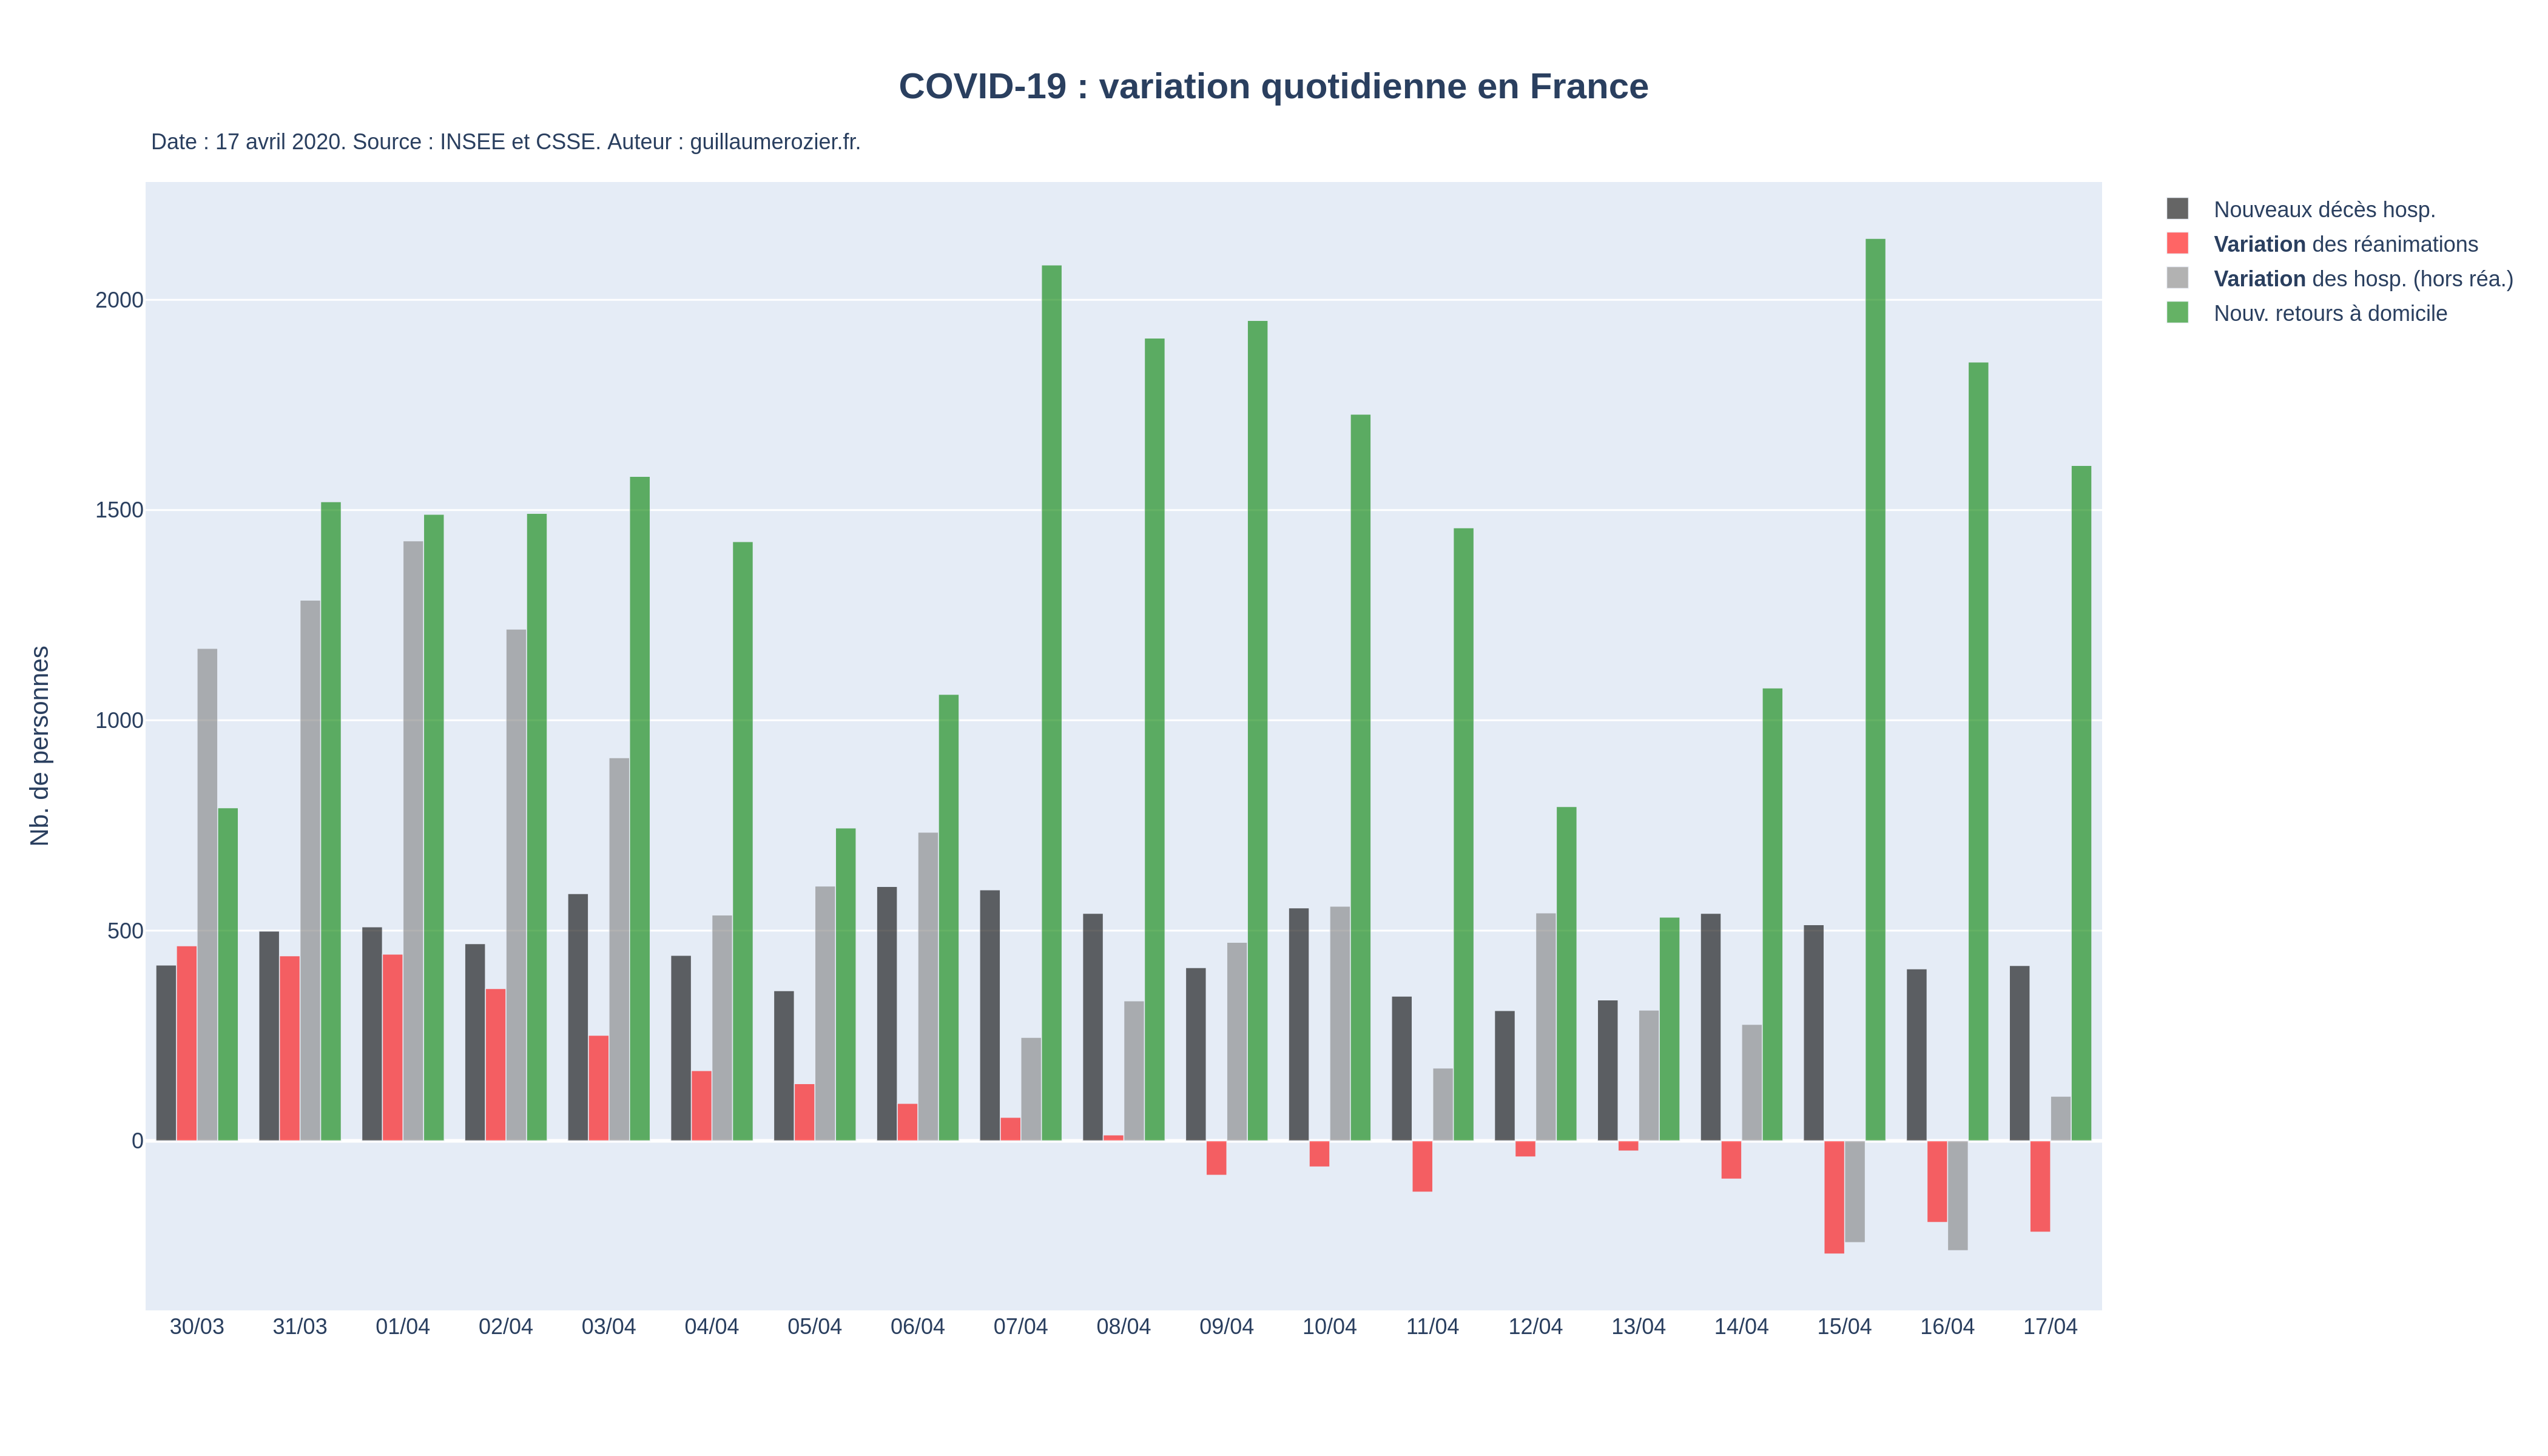 COVID-19 : variation quotidienne en France
Date : 17 avril 2020. Source : INSEE et CSSE. Auteur : guillaumerozier.fr.
Nouveaux décès hosp.
Variation des réanimations
Variation des hosp. (hors réa.)
Nouv. retours à domicile
Nb. de personnes
2000
1500
1000
500
0
30/03 31/03 01/04 02/04 03/04 04/04 05/04 06/04 07/04 08/04 09/04 10/04 11/04 12/04 13/04 14/04 15/04 16/04 17/04